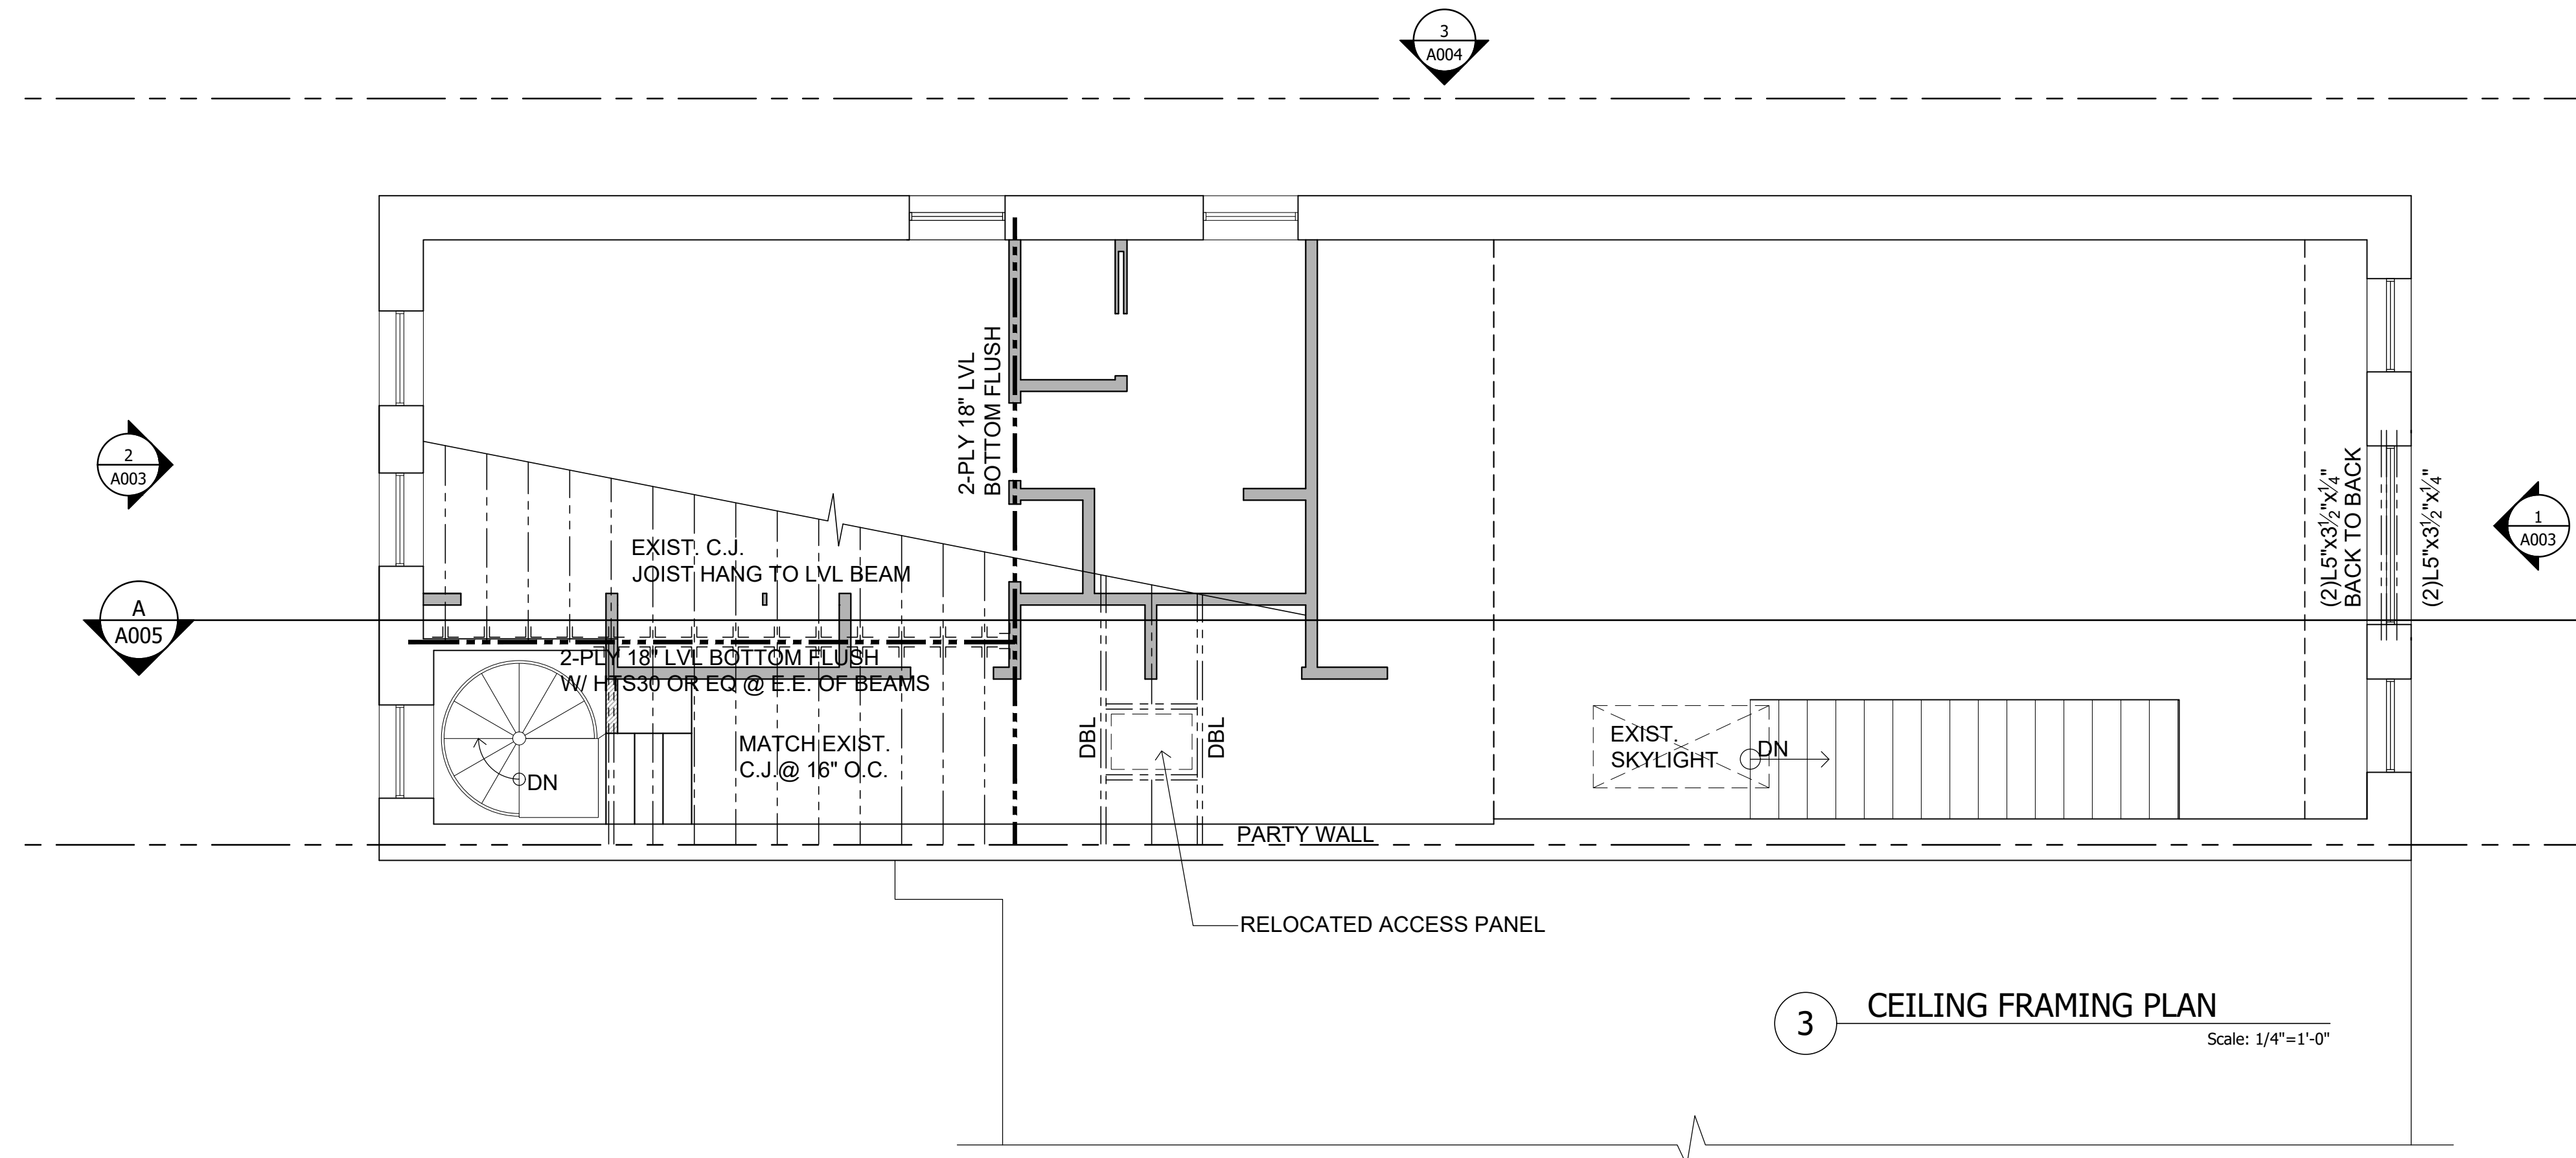 3
A004
2-PLY 18" LVL
BOTTOM FLUSH
2
A003
(2)L5"x3½"x¼"
BACK TO BACK
(2)L5"x3½"x¼"
1
A003
EXIST. C.J.
JOIST HANG TO LVL BEAM
A
A005
2-PLY 18" LVL BOTTOM FLUSH
W/ HTS30 OR EQ @ E.E. OF BEAMS
MATCH EXIST.
C.J.@ 16" O.C.
DN
DBL
DBL
EXIST.
SKYLIGHT
DN
PARTY WALL
RELOCATED ACCESS PANEL
3
CEILING FRAMING PLAN
Scale: 1/4"=1'-0"